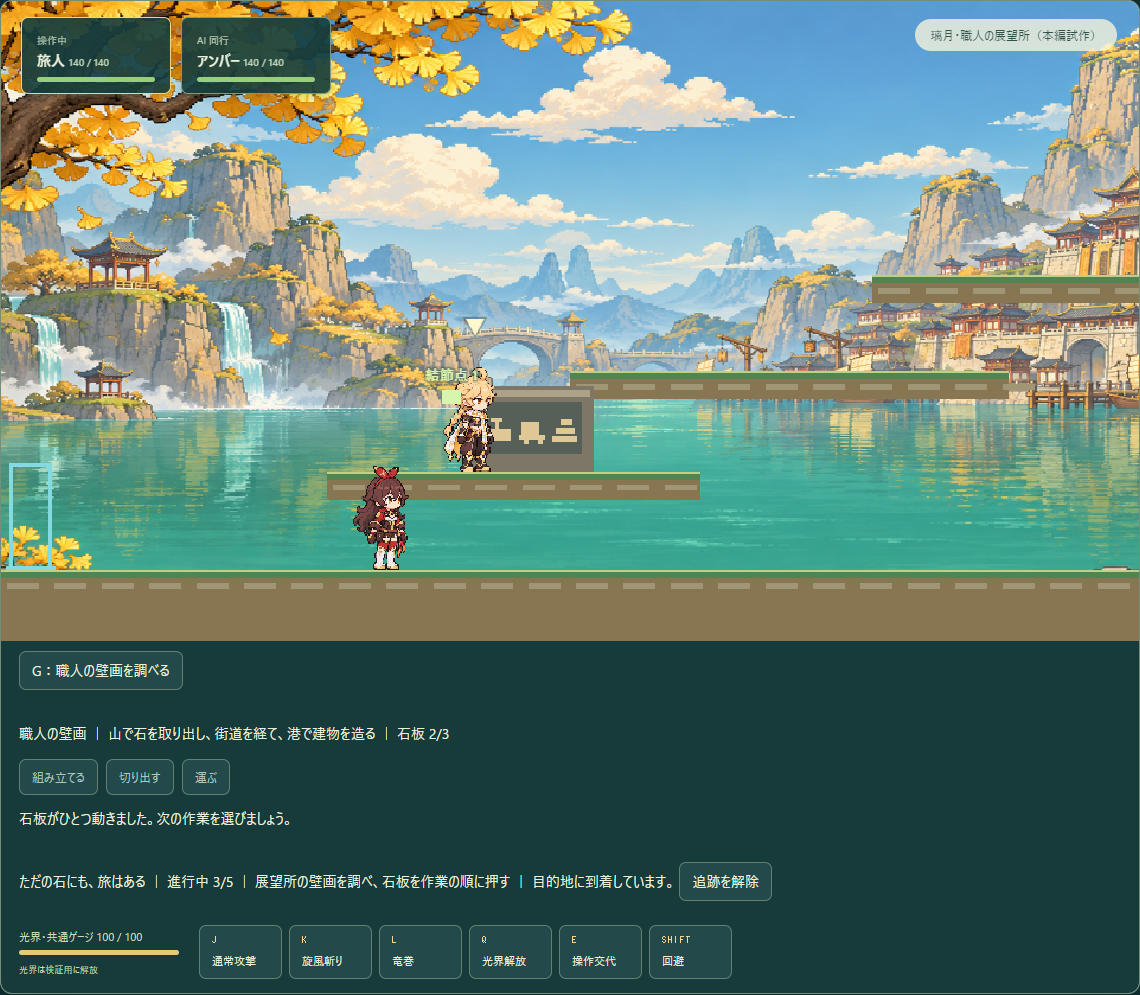 操作中
旅人 140 / 140
AI 同行
アンバー 140 / 140
璃月・職人の展望所（本編試作）
結節点
G：職人の壁画を調べる
職人の壁画 ｜ 山で石を取り出し、街道を経て、港で建物を造る ｜ 石板 2/3
組み立てる
切り出す
運ぶ
石板がひとつ動きました。次の作業を選びましょう。
ただの石にも、旅はある ｜ 進行中 3/5 ｜ 展望所の壁画を調べ、石板を作業の順に押す ｜ 目的地に到着しています。
追跡を解除
光界・共通ゲージ 100 / 100
光界は検証用に解放
J
通常攻撃
K
旋風斬り
L
竜巻
Q
光界解放
E
操作交代
SHIFT
回避